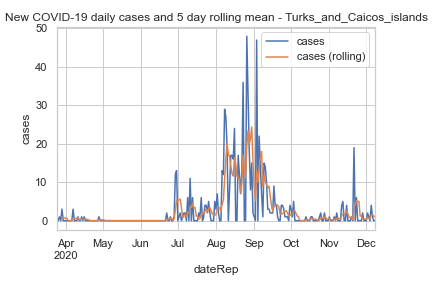 New COVID-19 daily cases and 5 day rolling mean - Turks_and_Caicos_islands
50
40
30
20
10
0
cases
cases
cases (rolling)
Apr May Jun Jul Aug Sep Oct Nov Dec
2020
dateRep